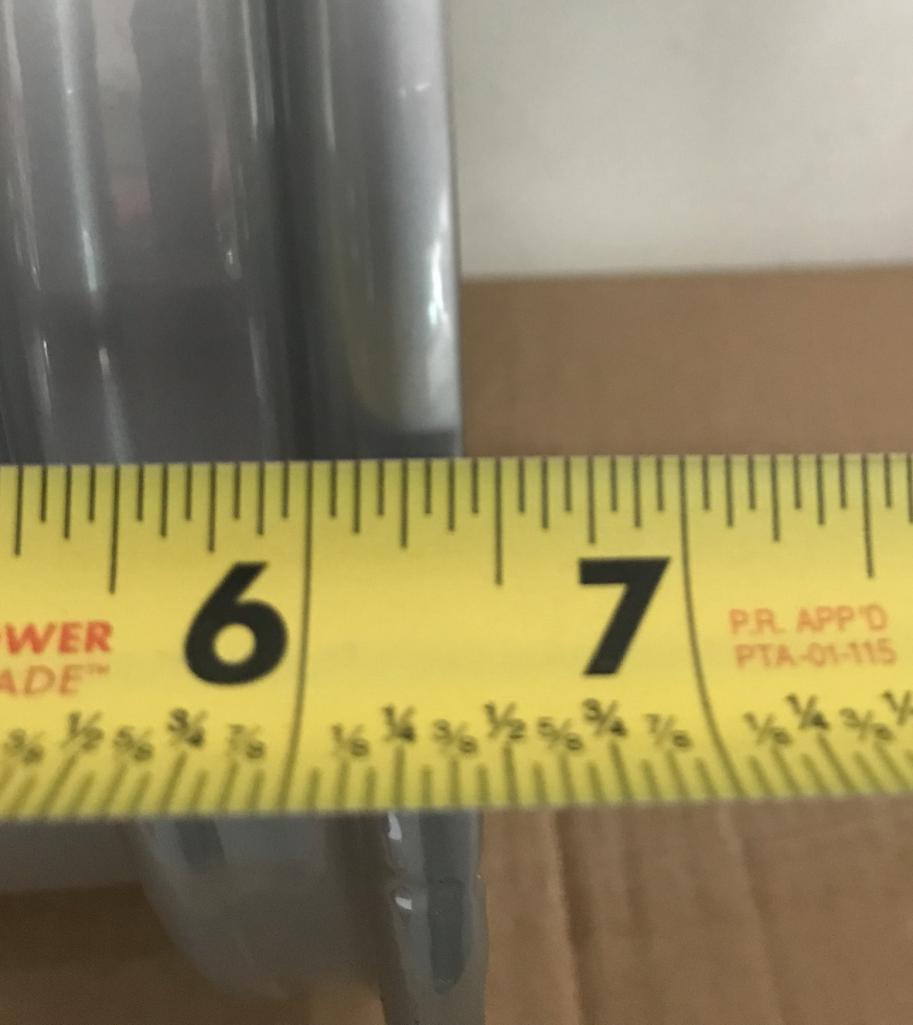 6 7
OWER P.R. APP'D
ADE™ PTA-01-115
3/8 1/2 5/8 3/4 7/8 1/8 1/4 3/8 1/2 5/8 3/4 7/8 1/8 1/4 3/8